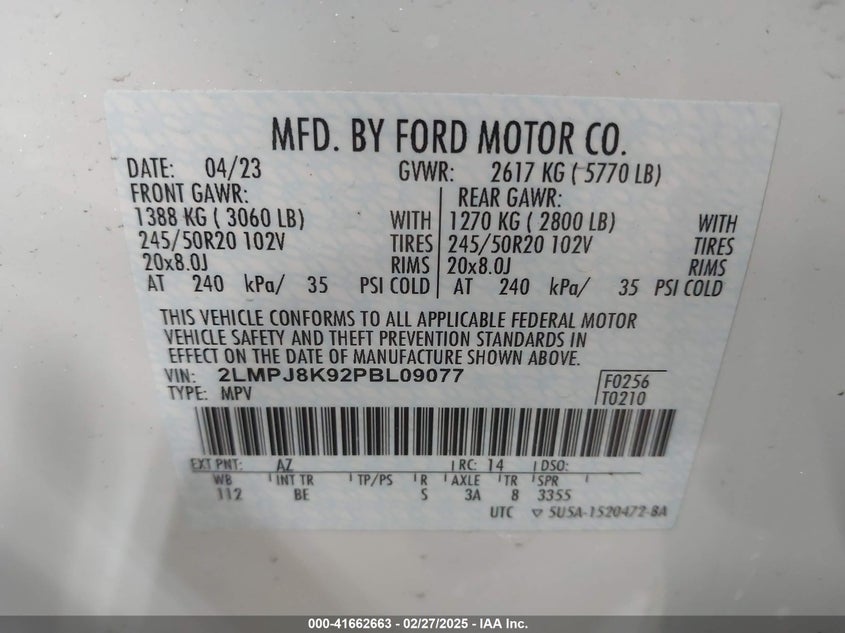 MFD. BY FORD MOTOR CO.
DATE: 04/23 GVWR: 2617 KG ( 5770 LB)
FRONT GAWR: REAR GAWR:
1388 KG ( 3060 LB) WITH 1270 KG ( 2800 LB) WITH
245/50R20 102V TIRES 245/50R20 102V TIRES
20x8.0J RIMS 20x8.0J RIMS
AT 240 kPa/ 35 PSI COLD AT 240 kPa/ 35 PSI COLD
THIS VEHICLE CONFORMS TO ALL APPLICABLE FEDERAL MOTOR
VEHICLE SAFETY AND THEFT PREVENTION STANDARDS IN
EFFECT ON THE DATE OF MANUFACTURE SHOWN ABOVE.
VIN: 2LMPJ8K92PBL09077 F0256
TYPE: MPV T0210
EXT PNT: AZ RC: 14 DSO:
WB INT TR TP/PS R AXLE TR SPR
112 BE S 3A 8 3355
UTC ▽ 5U5A-1520472-BA
000-41662663 - 02/27/2025 - IAA Inc.